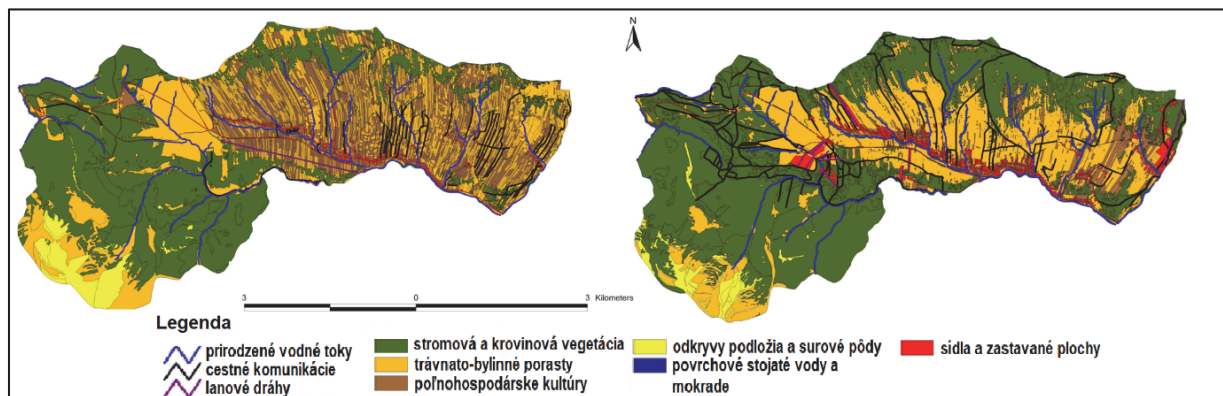 N
3 0 3 Kilometers
Legenda
prirodzené vodné toky
cestné komunikácie
lanové dráhy
stromová a krovinová vegetácia
trávnato-bylinné porasty
poľnohospodárske kultúry
odkryvy podložia a surové pôdy
povrchové stojaté vody a
mokrade
sídla a zastavané plochy